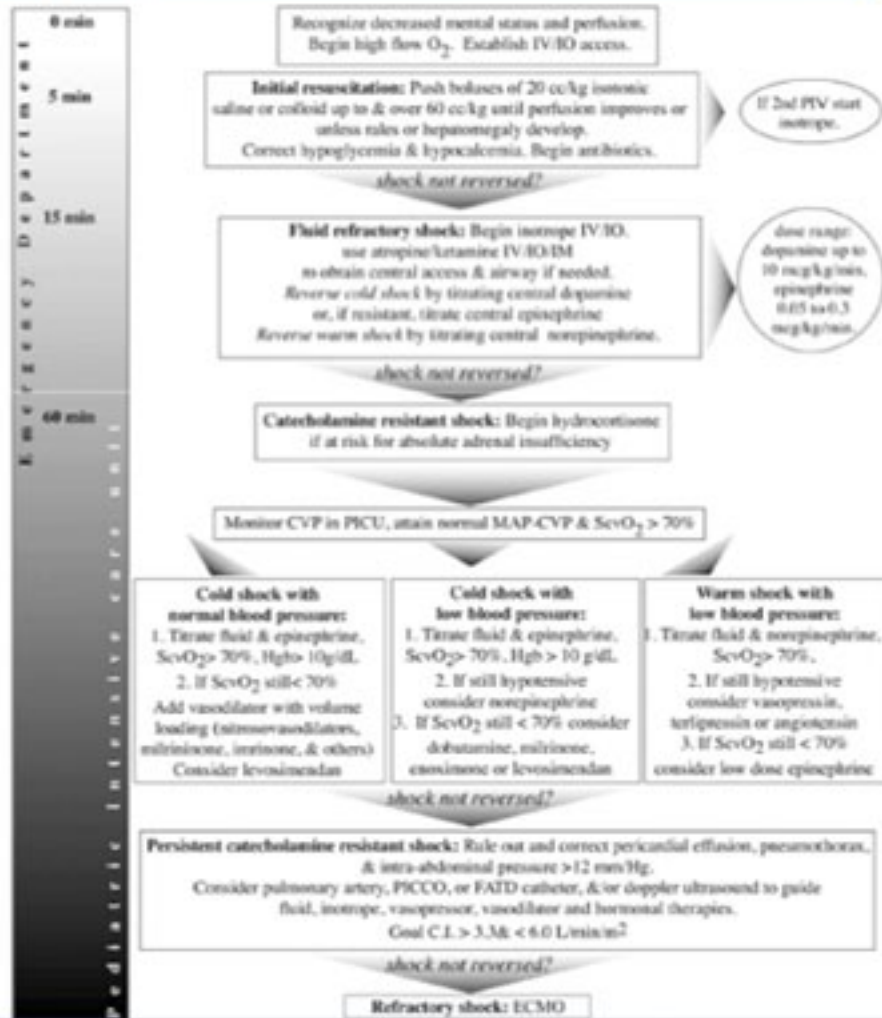 0 min
Recognize decreased mental status and perfusion.
Begin high flow O2. Establish IV/IO access.
5 min
Initial resuscitation: Push boluses of 20 cc/kg isotonic
saline or colloid up to & over 60 cc/kg until perfusion improves or
unless rales or hepatomegaly develop.
Correct hypoglycemia & hypocalcemia. Begin antibiotics.
If 2nd PIV start
inotrope.
shock not reversed?
15 min
Fluid refractory shock: Begin inotrope IV/IO.
use atropine/ketamine IV/IO/IM
to obtain central access & airway if needed.
Reverse cold shock by titrating central dopamine
or, if resistant, titrate central epinephrine
Reverse warm shock by titrating central norepinephrine.
dose range:
dopamine up to
10 mcg/kg/min,
epinephrine
0.05 to 0.3
mcg/kg/min.
shock not reversed?
60 min
Catecholamine resistant shock: Begin hydrocortisone
if at risk for absolute adrenal insufficiency
Monitor CVP in PICU, attain normal MAP-CVP & ScvO2 > 70%
Cold shock with
normal blood pressure:
1. Titrate fluid & epinephrine,
ScvO2> 70%, Hgb> 10g/dL
2. If ScvO2 still< 70%
Add vasodilator with volume
loading (nitrosovasodilators,
milrininone, imrinone, & others)
Consider levosimendan
Cold shock with
low blood pressure:
1. Titrate fluid & epinephrine,
ScvO2> 70%, Hgb > 10 g/dL
2. If still hypotensive
consider norepinephrine
3. If ScvO2 still < 70% consider
dobutamine, milrinone,
enoximone or levosimendan
Warm shock with
low blood pressure:
1. Titrate fluid & norepinephrine,
ScvO2> 70%,
2. If still hypotensive
consider vasopressin,
terlipressin or angiotensin
3. If ScvO2 still < 70%
consider low dose epinephrine
shock not reversed?
Persistent catecholamine resistant shock: Rule out and correct pericardial effusion, pneumothorax,
& intra-abdominal pressure >12 mm/Hg.
Consider pulmonary artery, PICCO, or FATD catheter, &/or doppler ultrasound to guide
fluid, inotrope, vasopressor, vasodilator and hormonal therapies.
Goal C.I. > 3.3& < 6.0 L/min/m2
shock not reversed?
Refractory shock: ECMO
Emergency Department
Pediatric intensive care unit